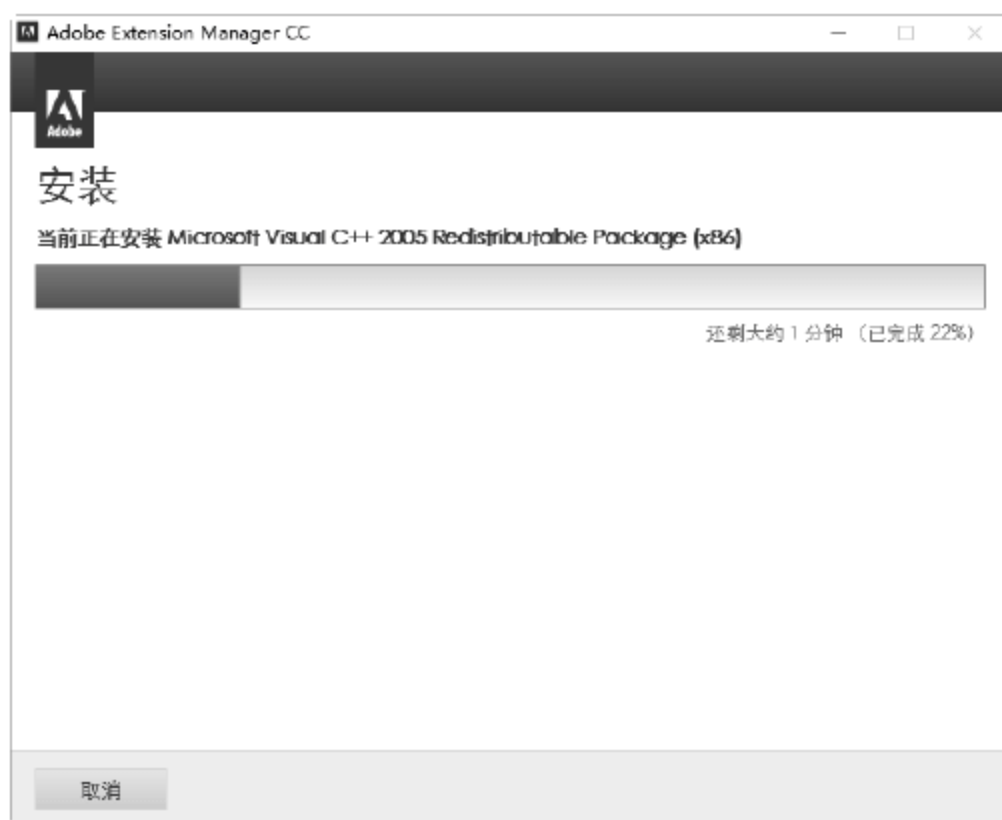 Adobe Extension Manager CC
Adobe
安装
当前正在安装 Microsoft Visual C++ 2005 Redistributable Package (x86)
还剩大约 1 分钟 （已完成 22%）
取消